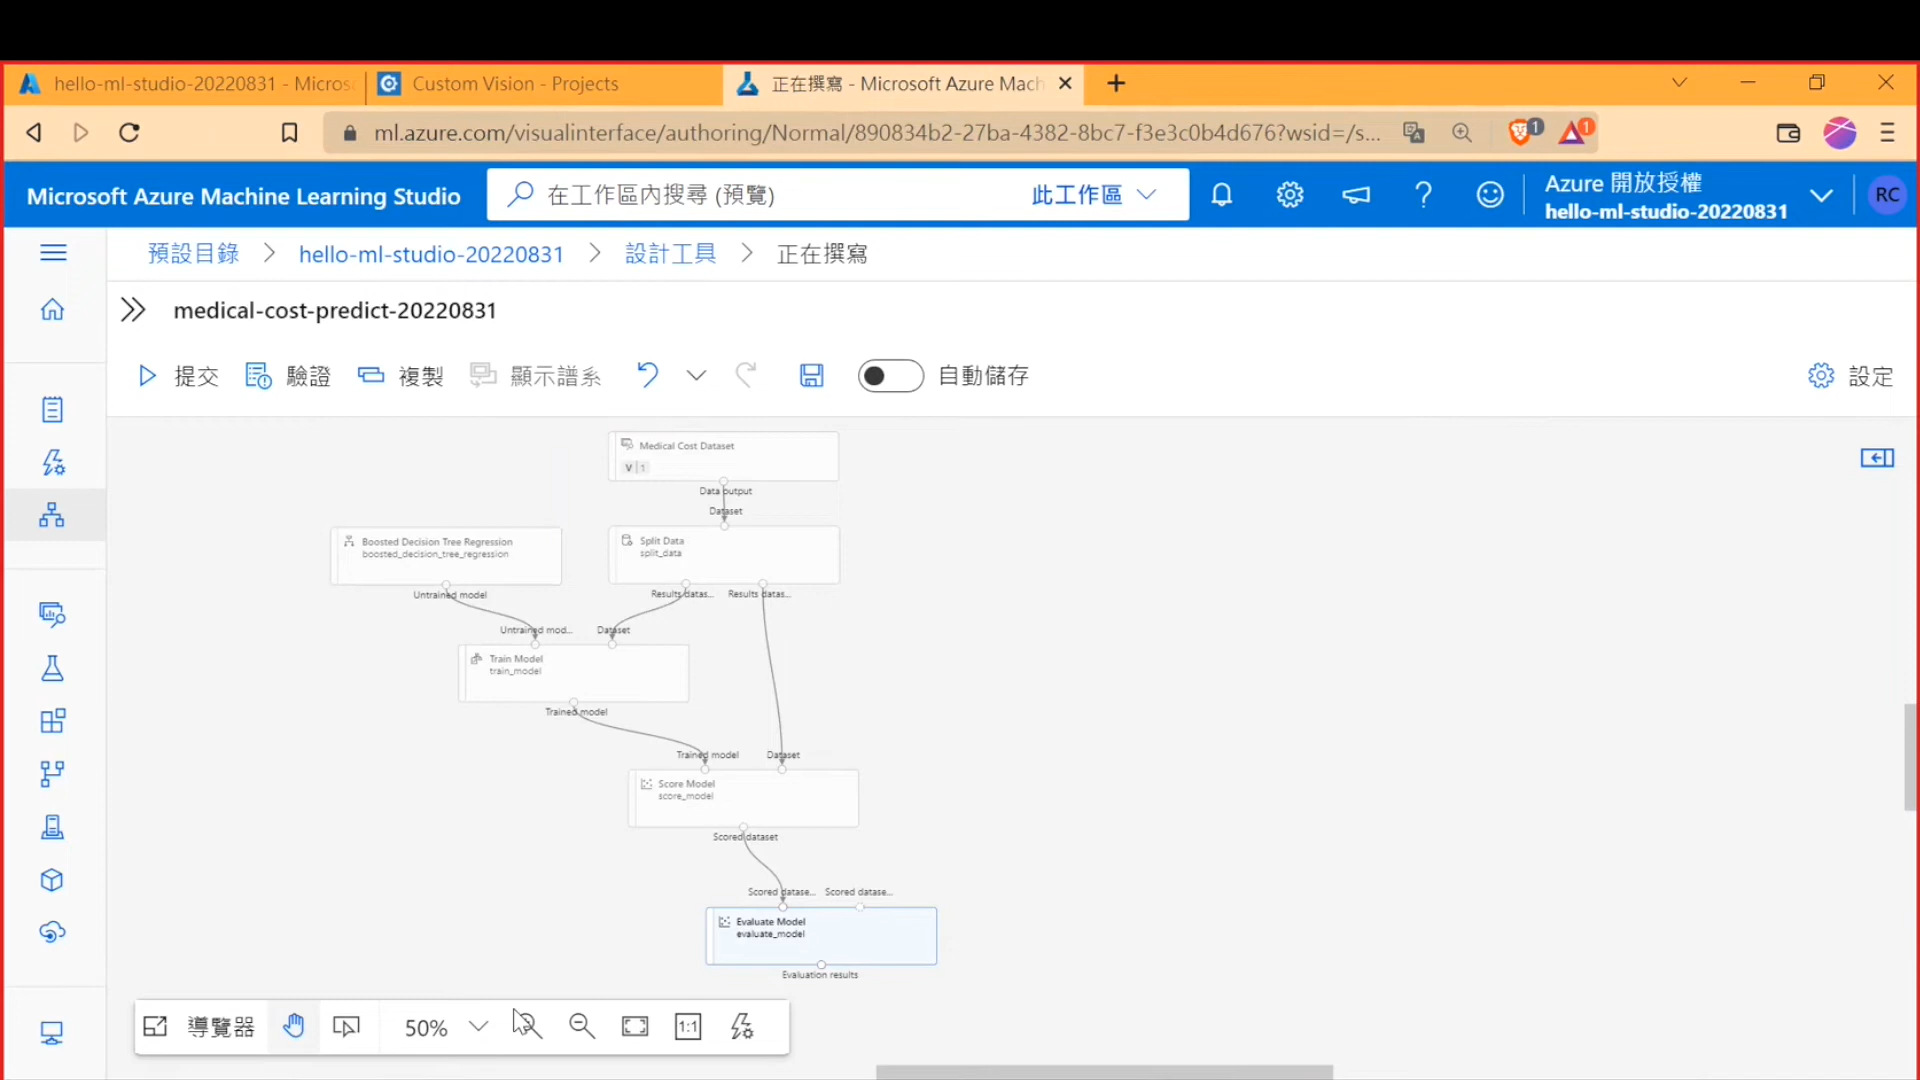 hello-ml-studio-20220831 - Micros
Custom Vision - Projects
正在撰寫 - Microsoft Azure Mach
ml.azure.com/visualinterface/authoring/Normal/890834b2-27ba-4382-8bc7-f3e3c0b4d676?wsid=/s...
1
1
Microsoft Azure Machine Learning Studio
在工作區內搜尋 (預覽)
此工作區
Azure 開放授權
hello-ml-studio-20220831
RC
預設目錄 > hello-ml-studio-20220831 > 設計工具 > 正在撰寫
medical-cost-predict-20220831
提交
驗證
複製
顯示譜系
自動儲存
設定
Medical Cost Dataset
V | 1
Data output
Dataset
Boosted Decision Tree Regression
boosted_decision_tree_regression
Split Data
split_data
Untrained model
Results datas...
Results datas...
Untrained mod...
Dataset
Train Model
train_model
Trained model
Trained model
Dataset
Score Model
score_model
Scored dataset
Scored datase...
Scored datase...
Evaluate Model
evaluate_model
Evaluation results
導覽器
50%
1:1